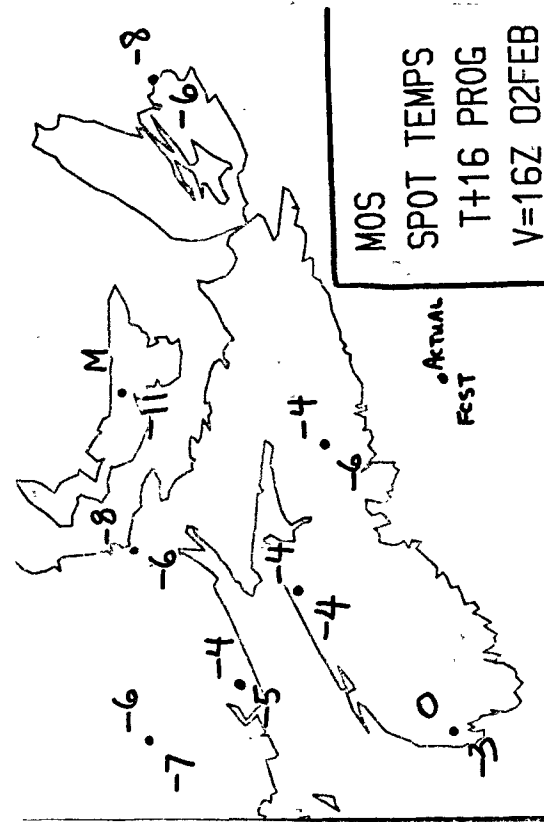 -8
-6
M
-11
-8
-6
-6
-7
-4
-5
-4
-4
-4
-6
0
-3
ACTUAL
FCST
MOS
SPOT TEMPS
T+16 PROG
V=16Z 02FEB